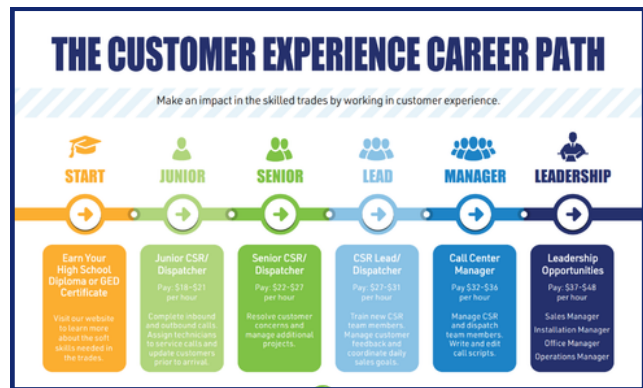 THE CUSTOMER EXPERIENCE CAREER PATH
Make an impact in the skilled trades by working in customer experience.
START
JUNIOR
SENIOR
LEAD
MANAGER
LEADERSHIP
Earn Your
High School
Diploma or GED
Certificate
Visit our website
to learn more
about the soft
skills needed in
the trades.
Junior CSR/
Dispatcher
Pay: $18-$21
per hour
Complete inbound
and outbound calls.
Assign technicians
to service calls and
update customers
prior to arrival.
Senior CSR/
Dispatcher
Pay: $22-$27
per hour
Resolve customer
concerns and
manage additional
projects.
CSR Lead/
Dispatcher
Pay: $27-$31
per hour
Train new CSR
team members.
Manage customer
feedback and
coordinate daily
sales goals.
Call Center
Manager
Pay $32-$36
per hour
Manage CSR
and dispatch
team members.
Write and edit
call scripts.
Leadership
Opportunities
Pay: $37-$48
per hour
Sales Manager
Installation Manager
Office Manager
Operations Manager